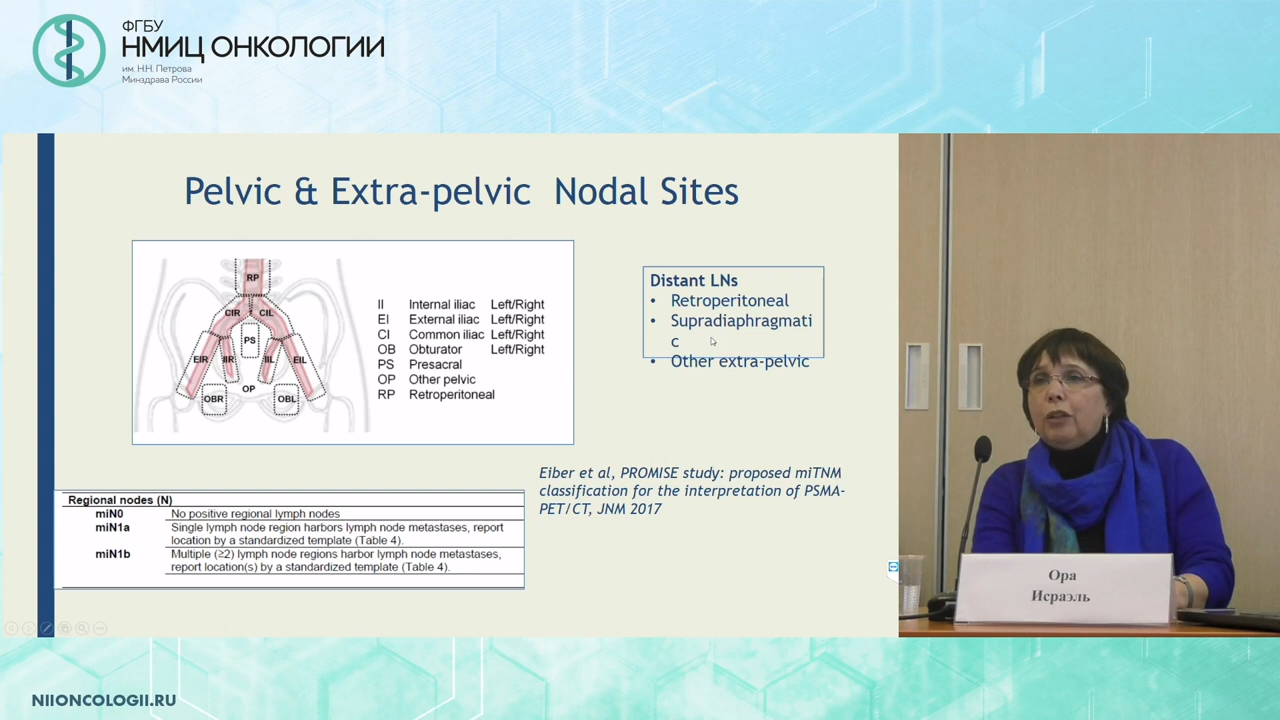 ФГБУ
НМИЦ ОНКОЛОГИИ
им. Н.Н. Петрова
Минздрава России
Pelvic & Extra-pelvic Nodal Sites
RP
CIR CIL
PS
EIR IIR IIL EIL
OP
OBR OBL
II Internal iliac Left/Right
EI External iliac Left/Right
CI Common iliac Left/Right
OB Obturator Left/Right
PS Presacral
OP Other pelvic
RP Retroperitoneal
Distant LNs
• Retroperitoneal
• Supradiaphragmati
c
• Other extra-pelvic
Eiber et al, PROMISE study: proposed miTNM
classification for the interpretation of PSMA-
PET/CT, JNM 2017
Regional nodes (N)
miN0 No positive regional lymph nodes
miN1a Single lymph node region harbors lymph node metastases, report
location by a standardized template (Table 4).
miN1b Multiple (≥2) lymph node regions harbor lymph node metastases,
report location(s) by a standardized template (Table 4).
Ора
Исраэль
NIIONCOLOGII.RU